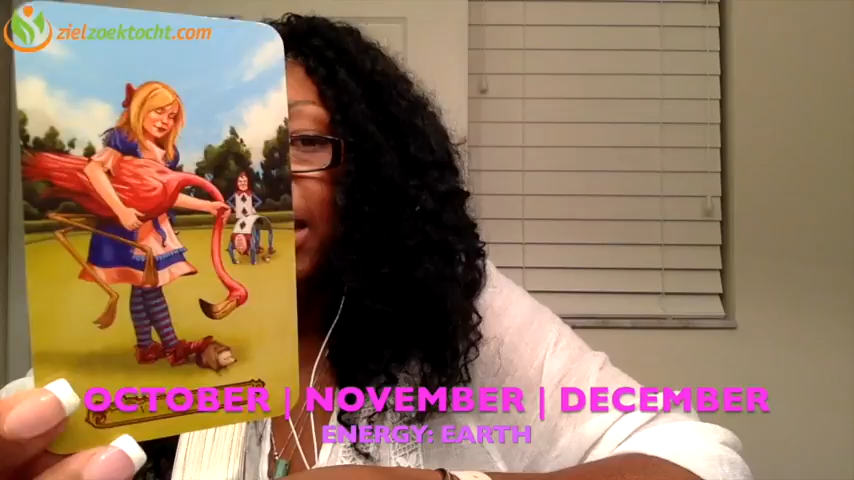 zielzoektocht.com
OCTOBER | NOVEMBER | DECEMBER
ENERGY: EARTH